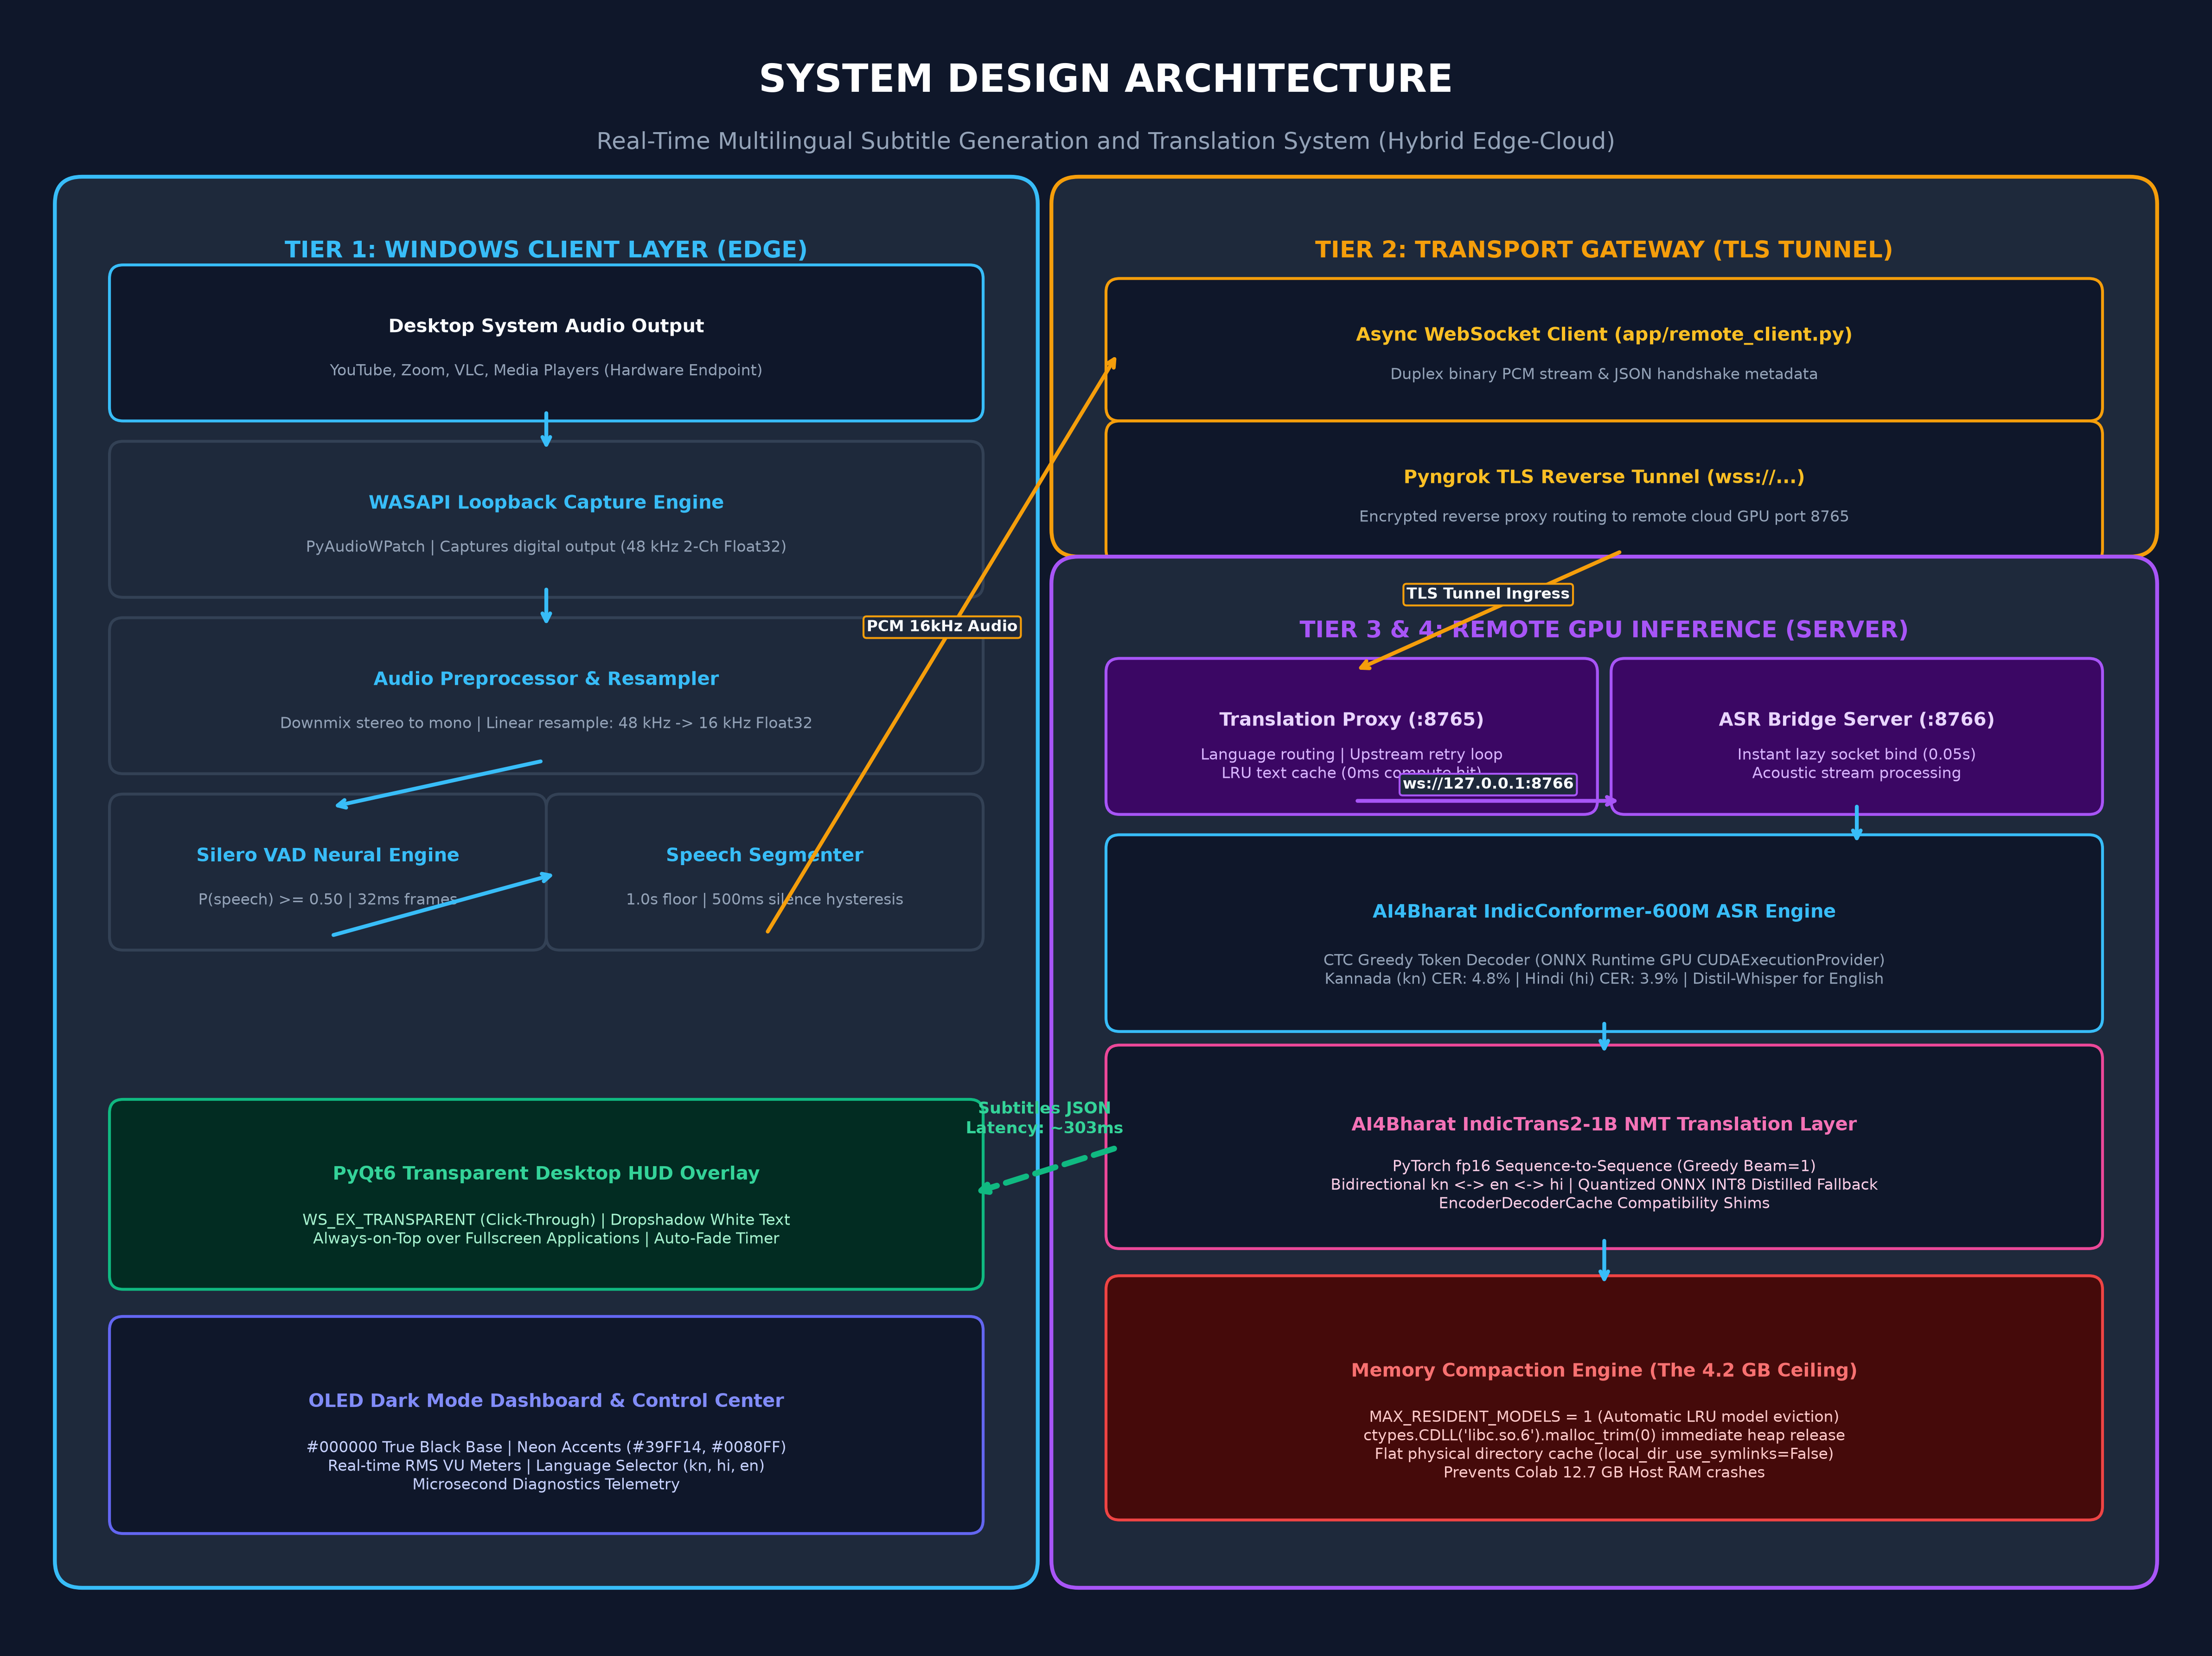 SYSTEM DESIGN ARCHITECTURE
Real-Time Multilingual Subtitle Generation and Translation System (Hybrid Edge-Cloud)
TIER 1: WINDOWS CLIENT LAYER (EDGE)
Desktop System Audio Output
YouTube, Zoom, VLC, Media Players (Hardware Endpoint)
WASAPI Loopback Capture Engine
PyAudioWPatch | Captures digital output (48 kHz 2-Ch Float32)
Audio Preprocessor & Resampler
Downmix stereo to mono | Linear resample: 48 kHz -> 16 kHz Float32
Silero VAD Neural Engine
P(speech) >= 0.50 | 32ms frames
Speech Segmenter
1.0s floor | 500ms silence hysteresis
PCM 16kHz Audio
PyQt6 Transparent Desktop HUD Overlay
WS_EX_TRANSPARENT (Click-Through) | Dropshadow White Text
Always-on-Top over Fullscreen Applications | Auto-Fade Timer
OLED Dark Mode Dashboard & Control Center
#000000 True Black Base | Neon Accents (#39FF14, #0080FF)
Real-time RMS VU Meters | Language Selector (kn, hi, en)
Microsecond Diagnostics Telemetry
TIER 2: TRANSPORT GATEWAY (TLS TUNNEL)
Async WebSocket Client (app/remote_client.py)
Duplex binary PCM stream & JSON handshake metadata
Pyngrok TLS Reverse Tunnel (wss://...)
Encrypted reverse proxy routing to remote cloud GPU port 8765
TLS Tunnel Ingress
TIER 3 & 4: REMOTE GPU INFERENCE (SERVER)
Translation Proxy (:8765)
Language routing | Upstream retry loop
LRU text cache (0ms compute hit)
ws://127.0.0.1:8766
ASR Bridge Server (:8766)
Instant lazy socket bind (0.05s)
Acoustic stream processing
AI4Bharat IndicConformer-600M ASR Engine
CTC Greedy Token Decoder (ONNX Runtime GPU CUDAExecutionProvider)
Kannada (kn) CER: 4.8% | Hindi (hi) CER: 3.9% | Distil-Whisper for English
Subtitles JSON
Latency: ~303ms
AI4Bharat IndicTrans2-1B NMT Translation Layer
PyTorch fp16 Sequence-to-Sequence (Greedy Beam=1)
Bidirectional kn <-> en <-> hi | Quantized ONNX INT8 Distilled Fallback
EncoderDecoderCache Compatibility Shims
Memory Compaction Engine (The 4.2 GB Ceiling)
MAX_RESIDENT_MODELS = 1 (Automatic LRU model eviction)
ctypes.CDLL('libc.so.6').malloc_trim(0) immediate heap release
Flat physical directory cache (local_dir_use_symlinks=False)
Prevents Colab 12.7 GB Host RAM crashes